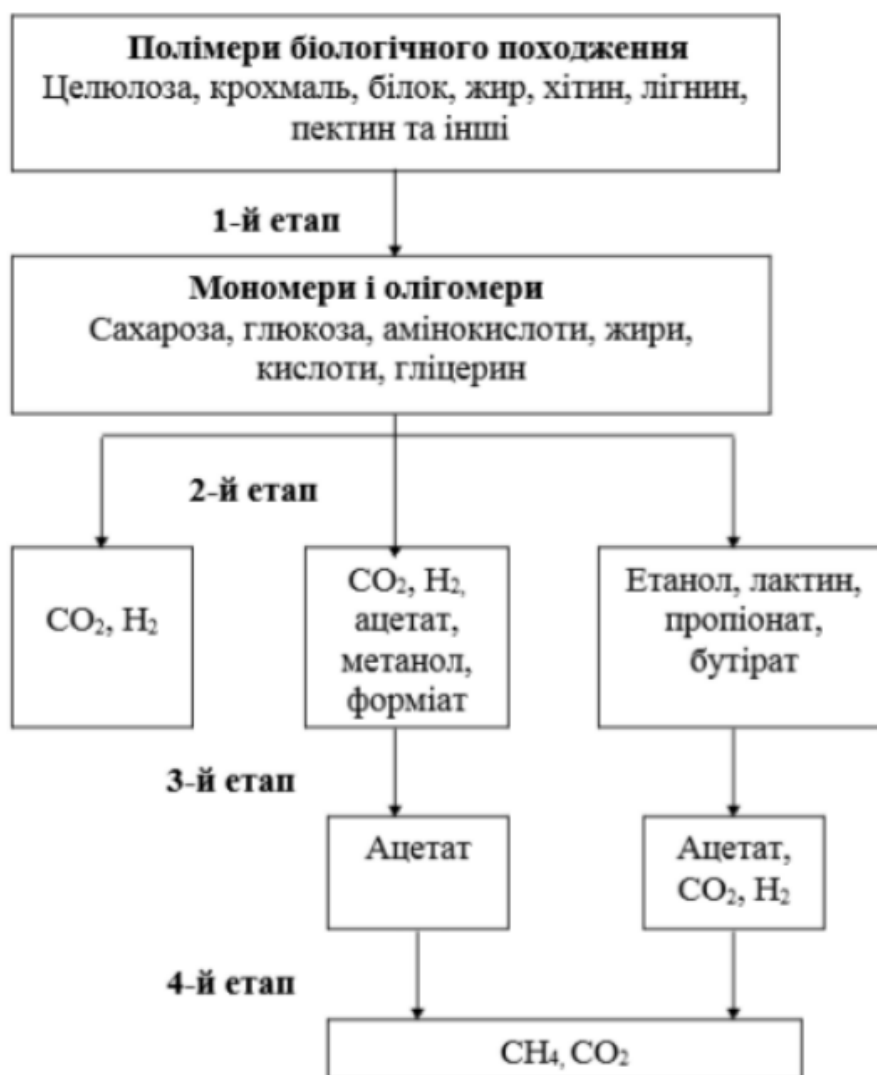 Полімери біологічного походження
Целюлоза, крохмаль, білок, жир, хітин, лігнин,
пектин та інші
1-й етап
Мономери і олігомери
Сахароза, глюкоза, амінокислоти, жири,
кислоти, гліцерин
2-й етап
CO₂, H₂
CO₂, H₂,
ацетат,
метанол,
форміат
Етанол, лактин,
пропіонат,
бутірат
3-й етап
Ацетат
Ацетат,
CO₂, H₂
4-й етап
CH₄, CO₂